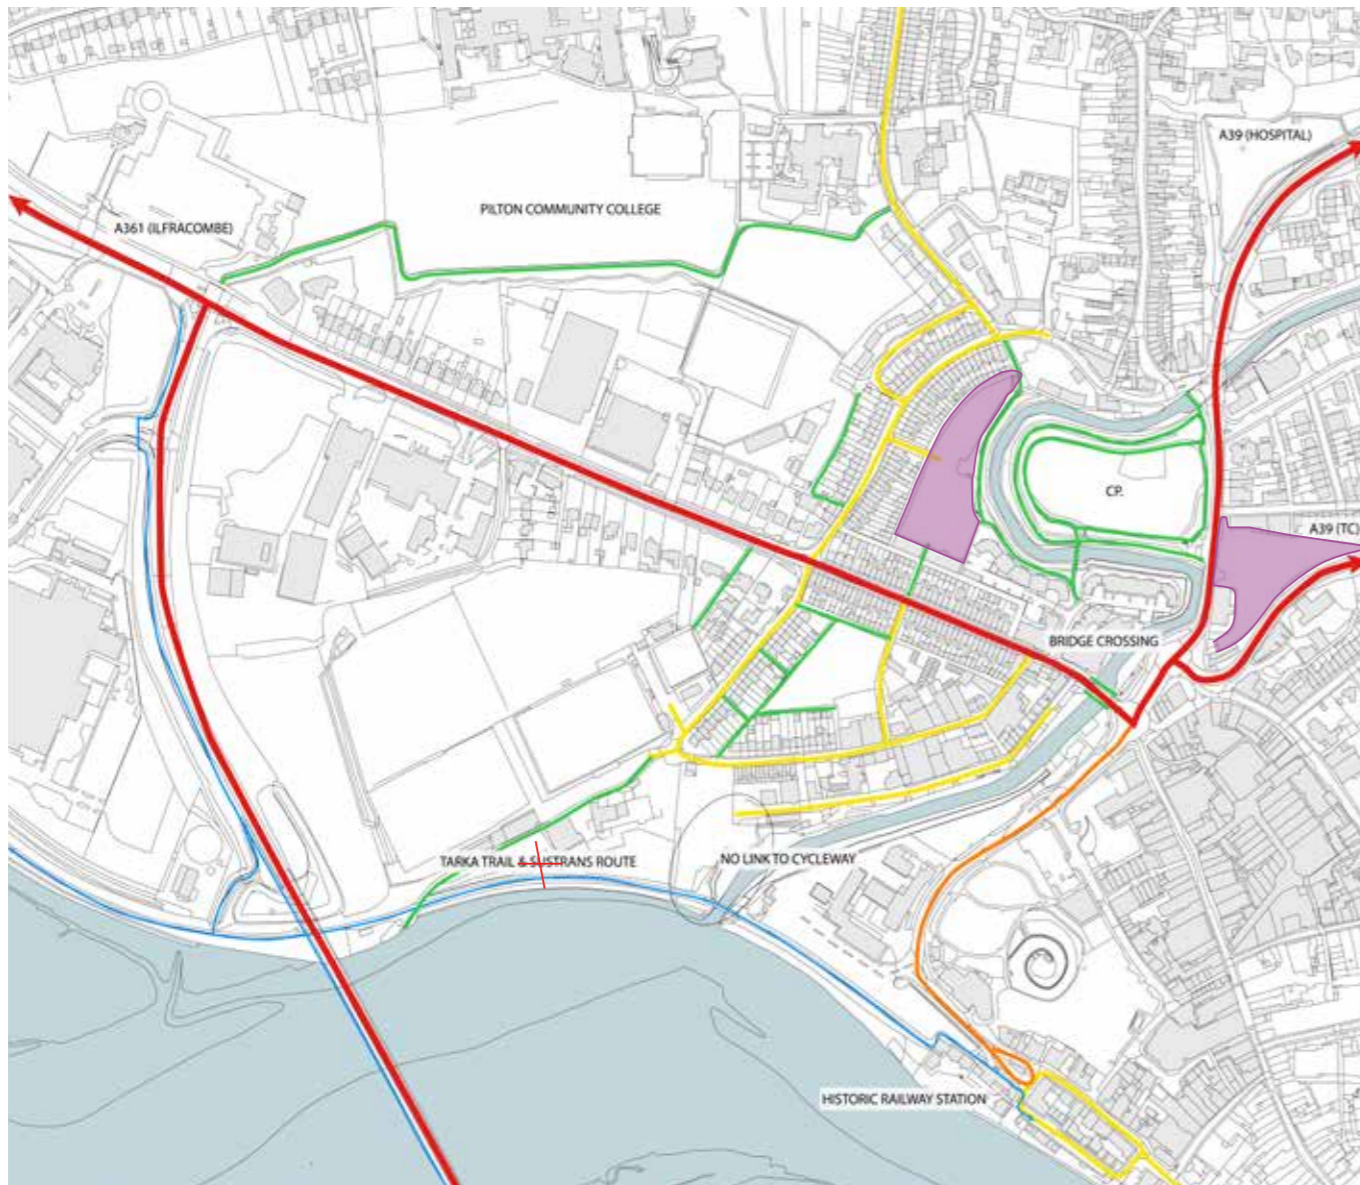 A39 (HOSPITAL)
PILTON COMMUNITY COLLEGE
A361 (ILFRACOMBE)
CP.
A39 (TC)
BRIDGE CROSSING
TARKA TRAIL & SUSTRANS ROUTE
NO LINK TO CYCLEWAY
HISTORIC RAILWAY STATION